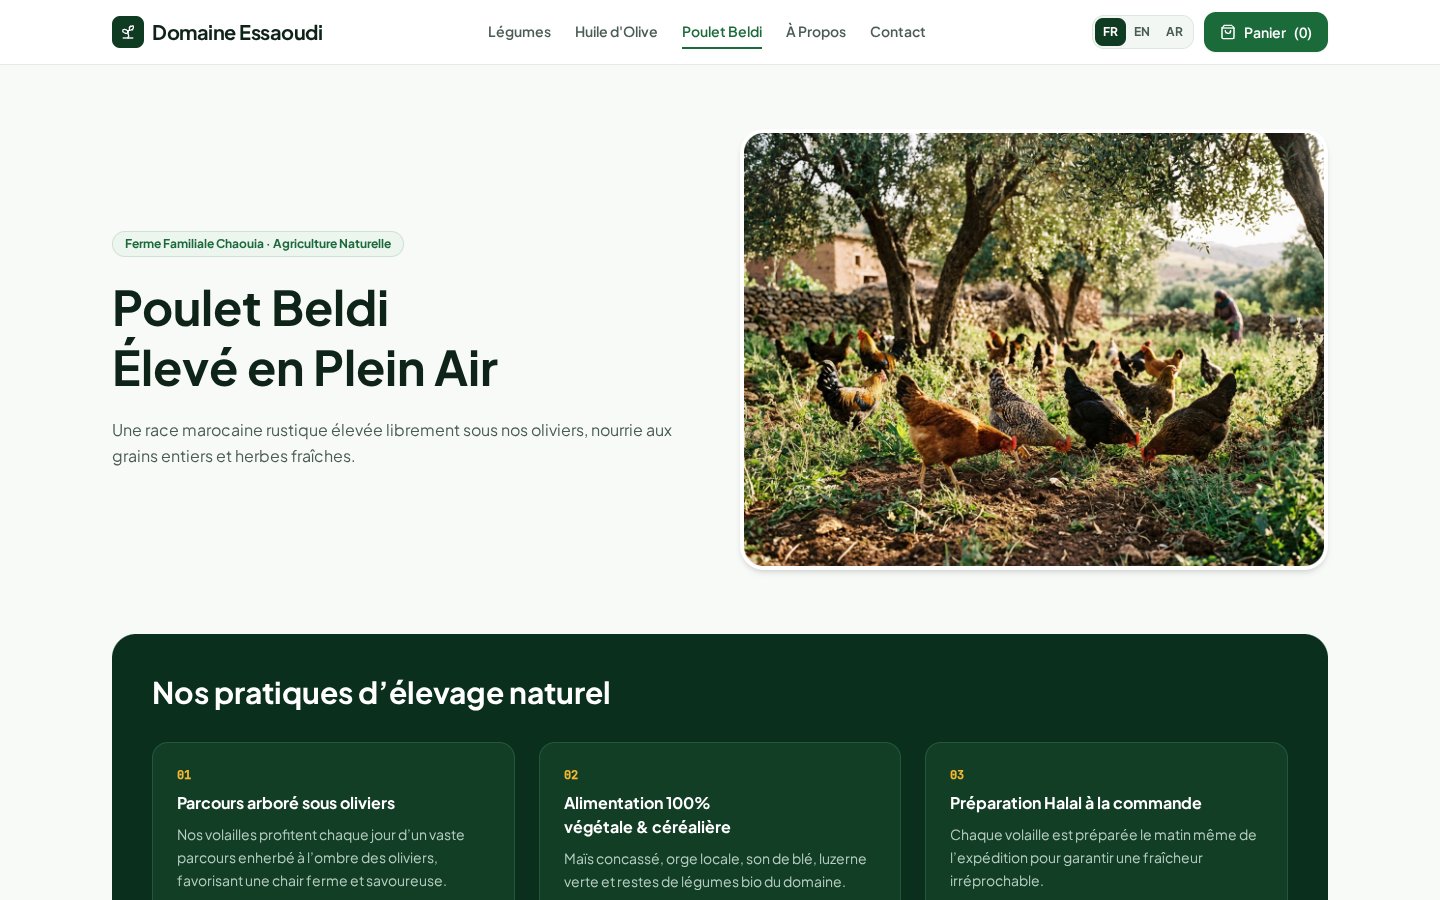 Domaine Essaoudi
Légumes
Huile d'Olive
Poulet Beldi
À Propos
Contact
FR
EN
AR
Panier (0)
Ferme Familiale Chaouia · Agriculture Naturelle
Poulet Beldi
Élevé en Plein Air
Une race marocaine rustique élevée librement sous nos oliviers, nourrie aux
grains entiers et herbes fraîches.
Nos pratiques d’élevage naturel
01
Parcours arboré sous oliviers
Nos volailles profitent chaque jour d’un vaste
parcours enherbé à l’ombre des oliviers,
favorisant une chair ferme et savoureuse.
02
Alimentation 100%
végétale & céréalière
Maïs concassé, orge locale, son de blé, luzerne
verte et restes de légumes bio du domaine.
03
Préparation Halal à la commande
Chaque volaille est préparée le matin même de
l’expédition pour garantir une fraîcheur
irréprochable.